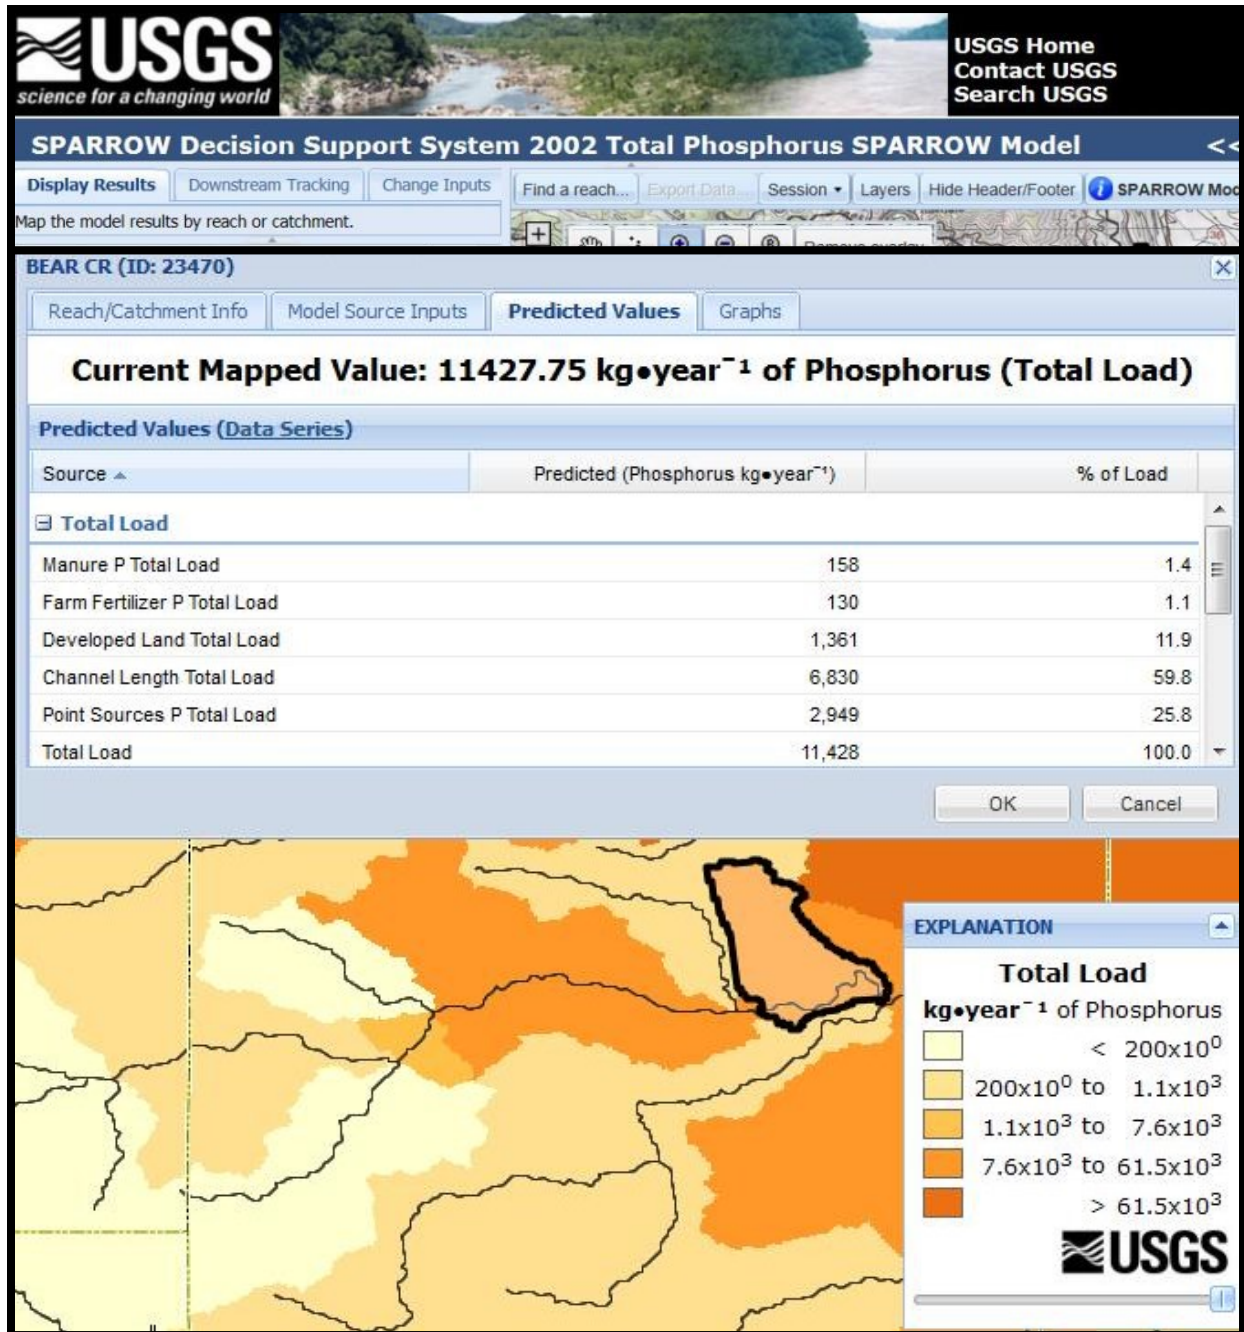 USGS
science for a changing world
USGS Home
Contact USGS
Search USGS
SPARROW Decision Support System 2002 Total Phosphorus SPARROW Model <<
Display Results Downstream Tracking Change Inputs Find a reach... Export Data... Session Layers Hide Header/Footer i SPARROW Mod
Map the model results by reach or catchment.
BEAR CR (ID: 23470)
Reach/Catchment Info Model Source Inputs Predicted Values Graphs
Current Mapped Value: 11427.75 kg●year⁻¹ of Phosphorus (Total Load)
Predicted Values (Data Series)
Source Predicted (Phosphorus kg●year⁻¹) % of Load
Total Load
Manure P Total Load 158 1.4
Farm Fertilizer P Total Load 130 1.1
Developed Land Total Load 1,361 11.9
Channel Length Total Load 6,830 59.8
Point Sources P Total Load 2,949 25.8
Total Load 11,428 100.0
OK Cancel
EXPLANATION
Total Load
kg●year⁻¹ of Phosphorus
< 200x10⁰
200x10⁰ to 1.1x10³
1.1x10³ to 7.6x10³
7.6x10³ to 61.5x10³
> 61.5x10³
USGS